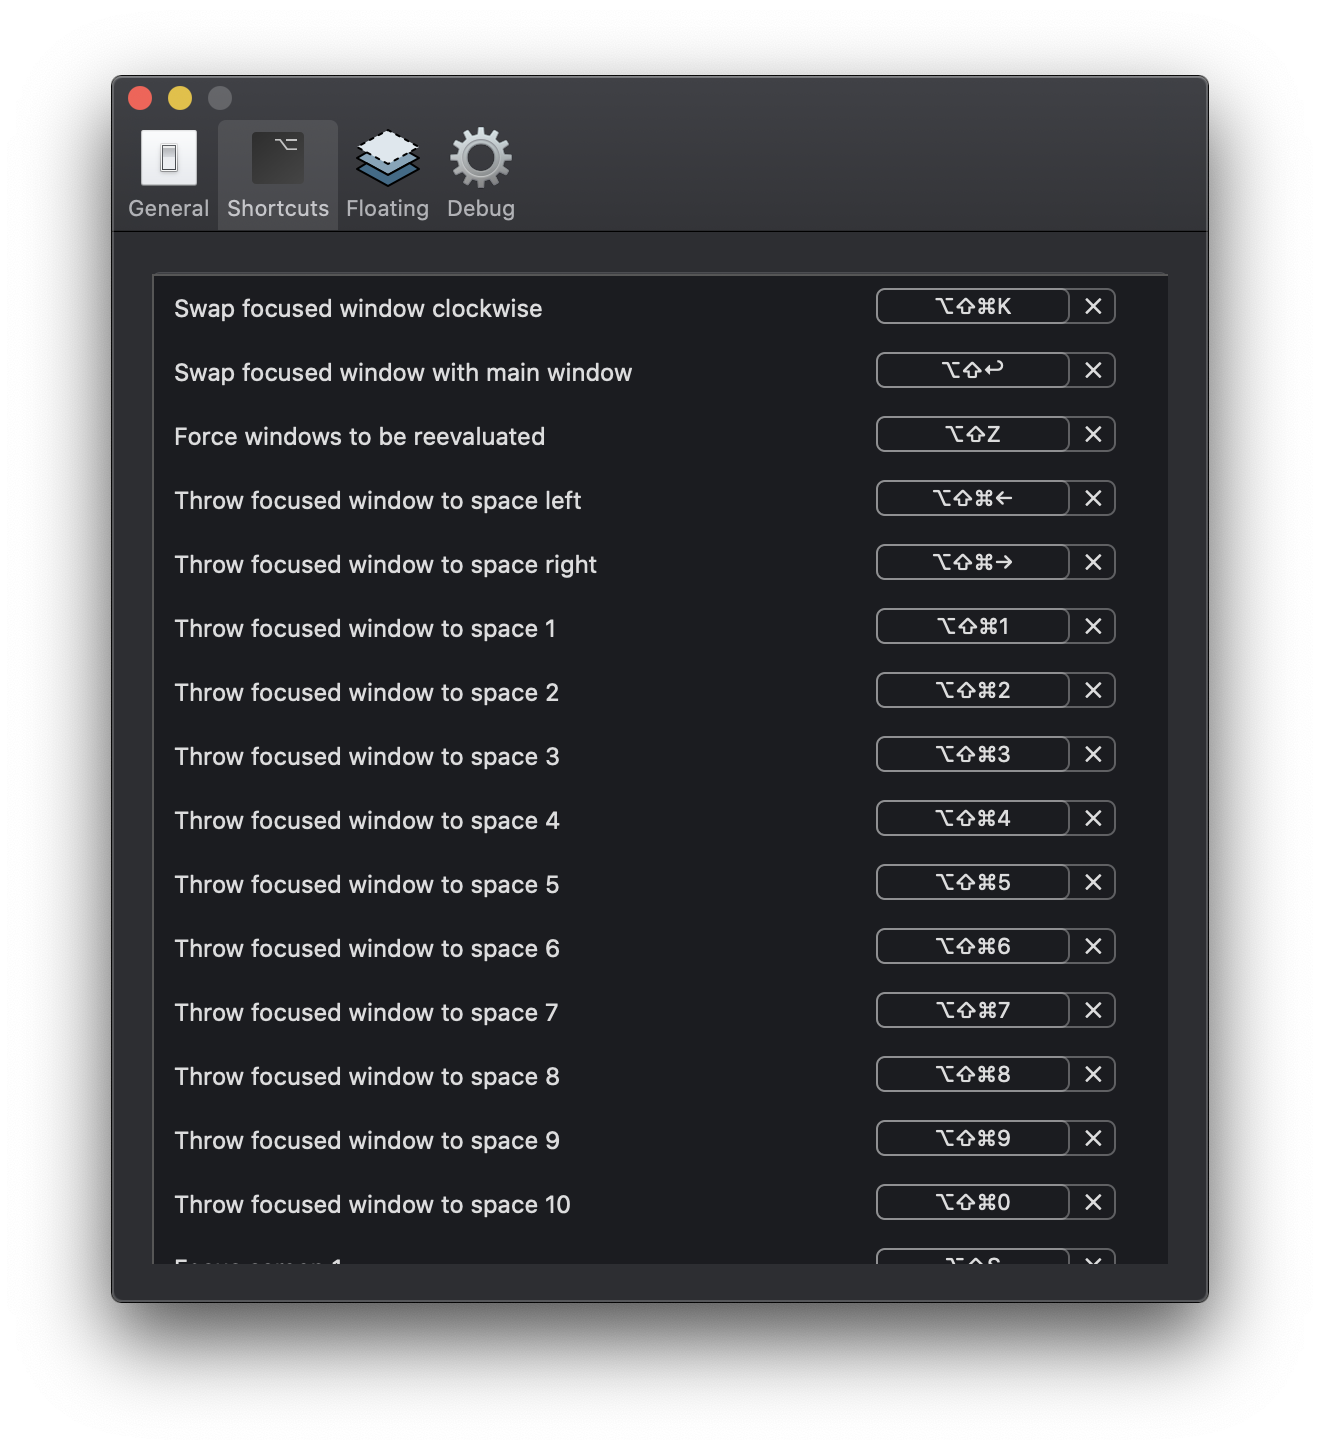 General Shortcuts Floating Debug
Swap focused window clockwise ⌥⇧⌘K
Swap focused window with main window ⌥⇧↩
Force windows to be reevaluated ⌥⇧Z
Throw focused window to space left ⌥⇧⌘←
Throw focused window to space right ⌥⇧⌘→
Throw focused window to space 1 ⌥⇧⌘1
Throw focused window to space 2 ⌥⇧⌘2
Throw focused window to space 3 ⌥⇧⌘3
Throw focused window to space 4 ⌥⇧⌘4
Throw focused window to space 5 ⌥⇧⌘5
Throw focused window to space 6 ⌥⇧⌘6
Throw focused window to space 7 ⌥⇧⌘7
Throw focused window to space 8 ⌥⇧⌘8
Throw focused window to space 9 ⌥⇧⌘9
Throw focused window to space 10 ⌥⇧⌘0